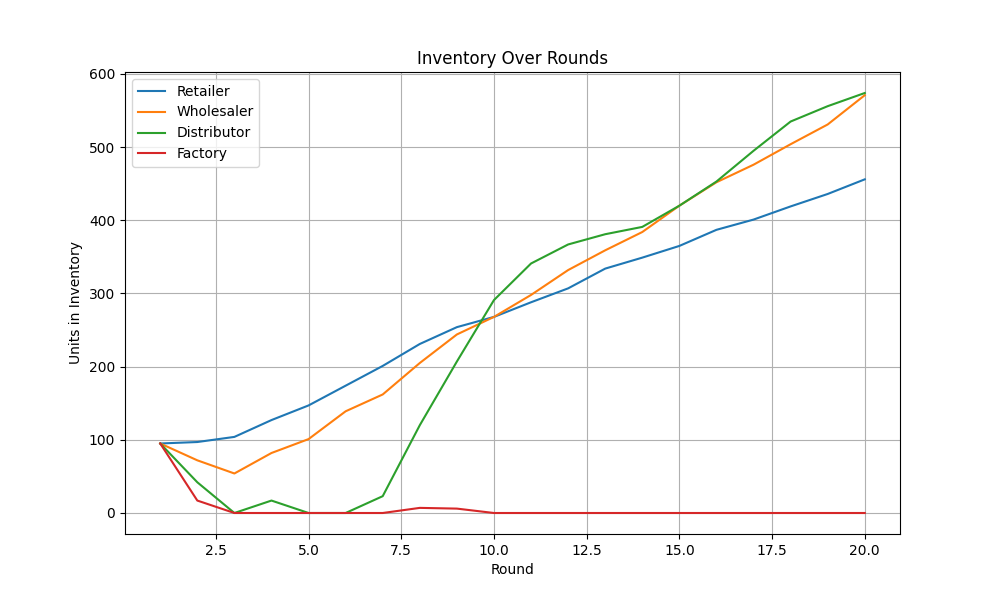 Inventory Over Rounds
Retailer
Wholesaler
Distributor
Factory
600
500
400
300
200
100
0
Units in Inventory
2.5 5.0 7.5 10.0 12.5 15.0 17.5 20.0
Round